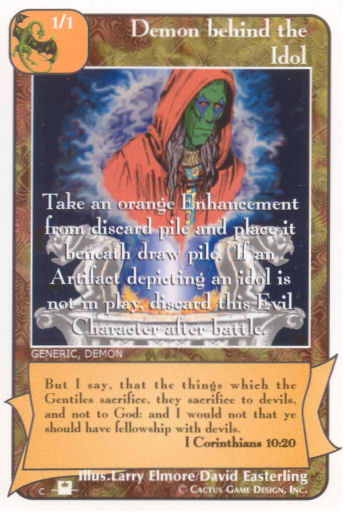 1/1
Demon behind the
Idol
Take an orange Enhancement
from discard pile and place it
beneath draw pile. If an
Artifact depicting an idol is
not in play, discard this Evil
Character after battle.
GENERIC, DEMON
But I say, that the things which the
Gentiles sacrifice, they sacrifice to devils,
and not to God: and I would not that ye
should have fellowship with devils.
I Corinthians 10:20
Illus.Larry Elmore/David Easterling
C
© Cactus Game Design, Inc.